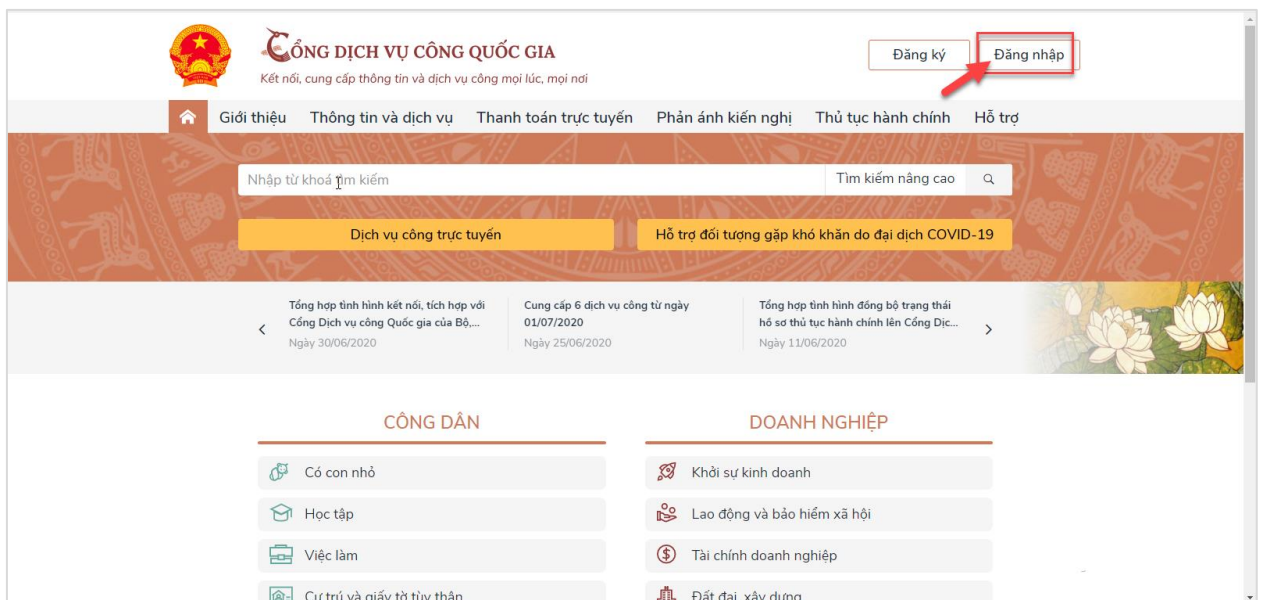 CỔNG DỊCH VỤ CÔNG QUỐC GIA
Kết nối, cung cấp thông tin và dịch vụ công mọi lúc, mọi nơi
Đăng ký
Đăng nhập
Giới thiệu
Thông tin và dịch vụ
Thanh toán trực tuyến
Phản ánh kiến nghị
Thủ tục hành chính
Hỗ trợ
Nhập từ khoá tìm kiếm
Tìm kiếm nâng cao
Dịch vụ công trực tuyến
Hỗ trợ đối tượng gặp khó khăn do đại dịch COVID-19
Tổng hợp tình hình kết nối, tích hợp với
Cổng Dịch vụ công Quốc gia của Bộ,...
Ngày 30/06/2020
Cung cấp 6 dịch vụ công từ ngày
01/07/2020
Ngày 25/06/2020
Tổng hợp tình hình đồng bộ trạng thái
hồ sơ thủ tục hành chính lên Cổng Dịc...
Ngày 11/06/2020
CÔNG DÂN
Có con nhỏ
Học tập
Việc làm
Cư trú và giấy tờ tùy thân
DOANH NGHIỆP
Khởi sự kinh doanh
Lao động và bảo hiểm xã hội
Tài chính doanh nghiệp
Đất đai, xây dựng